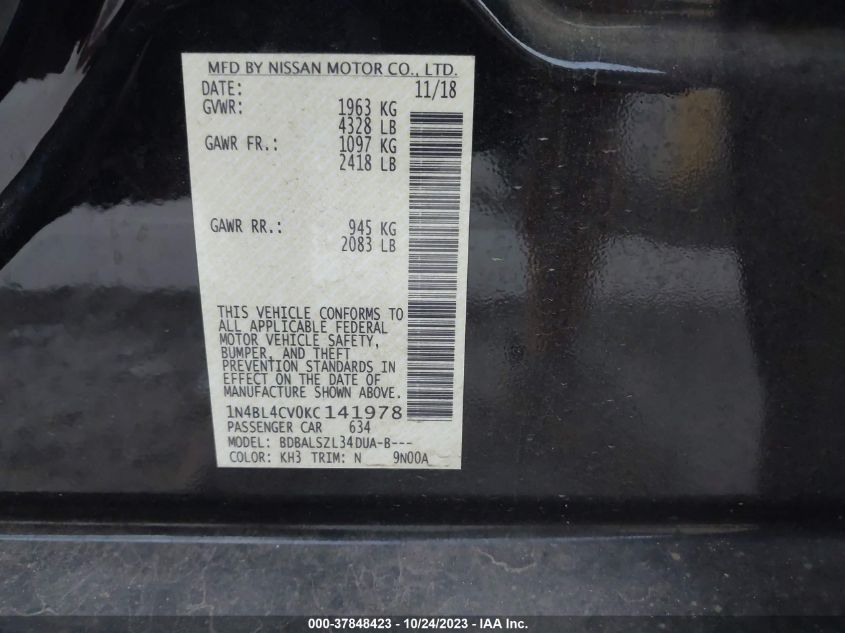 MFD BY NISSAN MOTOR CO., LTD.
DATE: 11/18
GVWR: 1963 KG
4328 LB
GAWR FR.: 1097 KG
2418 LB
GAWR RR.: 945 KG
2083 LB
THIS VEHICLE CONFORMS TO
ALL APPLICABLE FEDERAL
MOTOR VEHICLE SAFETY,
BUMPER, AND THEFT
PREVENTION STANDARDS IN
EFFECT ON THE DATE OF
MANUFACTURE SHOWN ABOVE.
1N4BL4CV0KC141978
PASSENGER CAR 634
MODEL: BDBALSZL34DUA-B---
COLOR: KH3 TRIM: N 9N00A
000-37848423 - 10/24/2023 - IAA Inc.